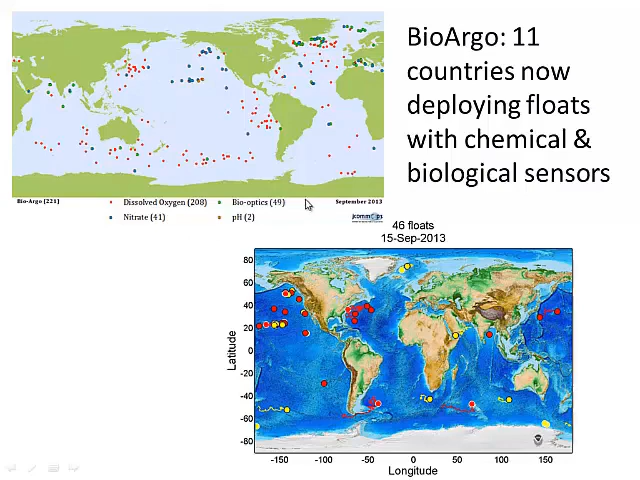 BioArgo: 11
countries now
deploying floats
with chemical &
biological sensors
Bio-Argo (221)
Dissolved Oxygen (208)
Bio-optics (49)
September 2013
Nitrate (41)
pH (2)
jcommops
46 floats
15-Sep-2013
Latitude
80
60
40
20
0
-20
-40
-60
-80
-150 -100 -50 0 50 100 150
Longitude